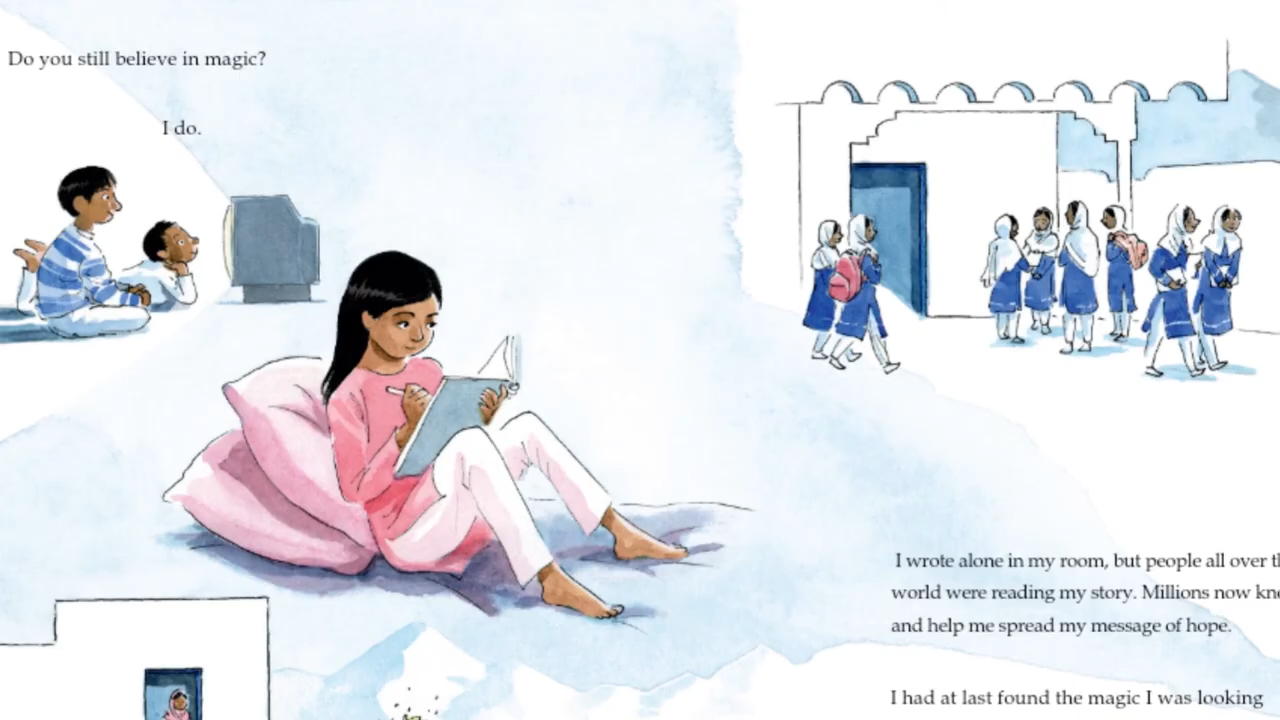 Do you still believe in magic?
I do.
I wrote alone in my room, but people all over
world were reading my story. Millions now
and help me spread my message of hope.
I had at last found the magic I was looking